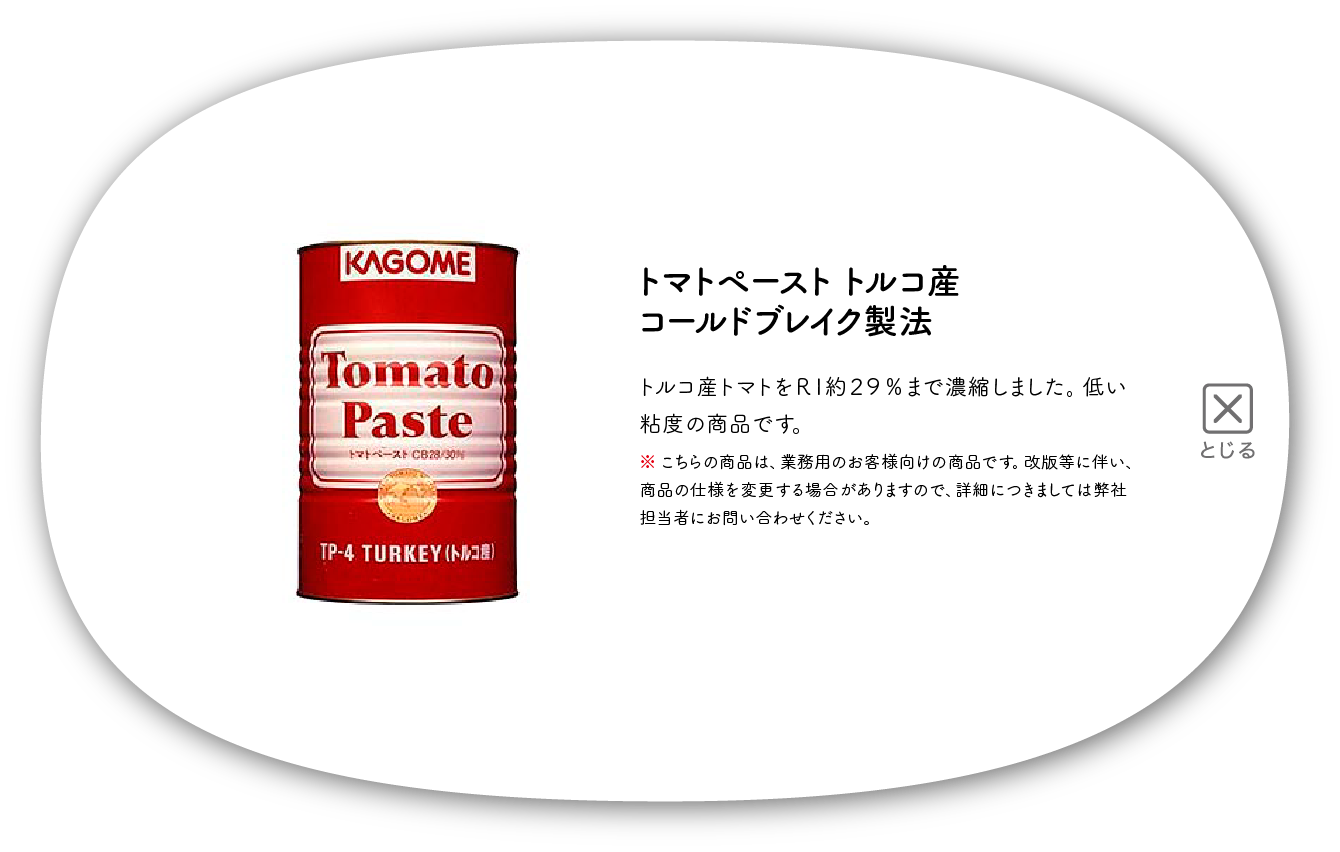 KAGOME
Tomato
Paste
トマトペースト CB28/30%
TP-4 TURKEY(トルコ産)
トマトペースト トルコ産
コールドブレイク製法
トルコ産トマトをRI約29%まで濃縮しました。低い
粘度の商品です。
※ こちらの商品は、業務用のお客様向けの商品です。改版等に伴い、
商品の仕様を変更する場合がありますので、詳細につきましては弊社
担当者にお問い合わせください。
とじる